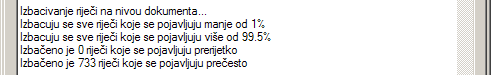 Izbacivanje riječi na nivou dokumenta...
Izbacuju se sve riječi koje se pojavljuju manje od 1%
Izbacuju se sve riječi koje se pojavljuju više od 99.5%
Izbačeno je 0 riječi koje se pojavljuju prerijetko
Izbačeno je 733 riječi koje se pojavljuju prečesto